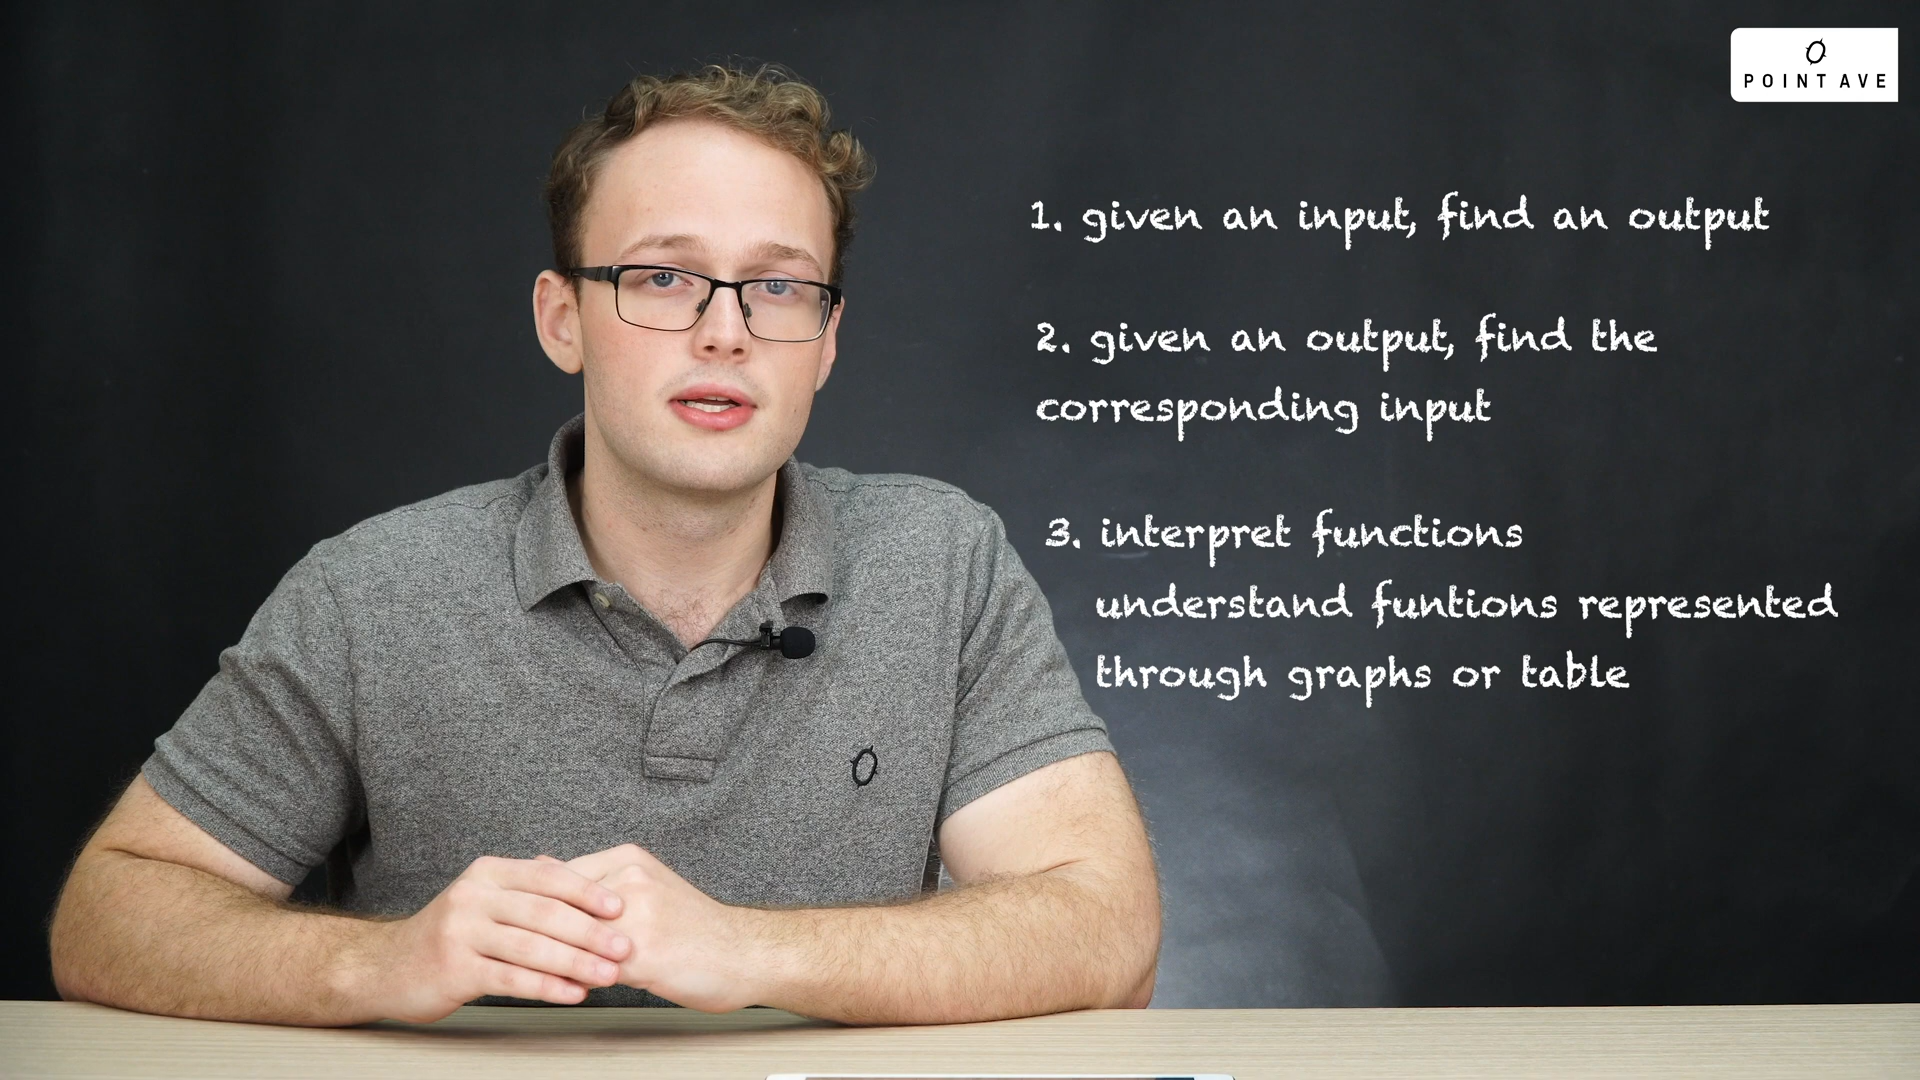 POINT AVE
1. given an input, find an output
2. given an output, find the
corresponding input
3. interpret functions
understand funtions represented
through graphs or table